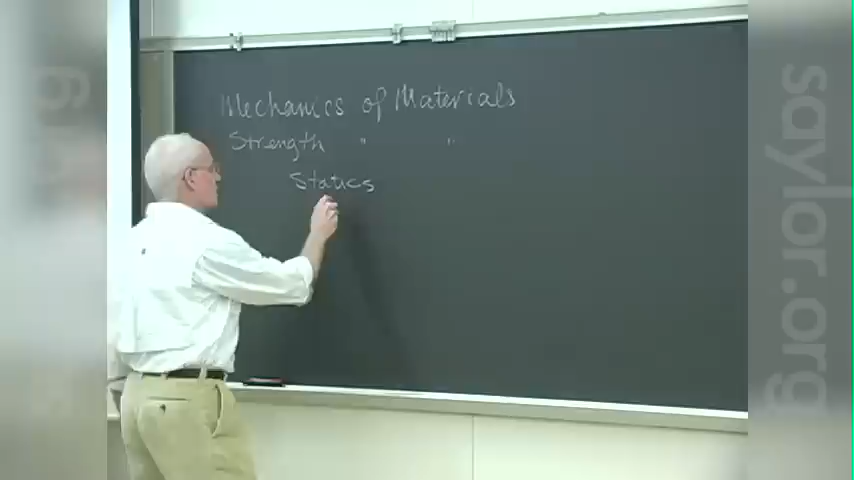 Mechanics of Materials
Strength " "
Statics
saylor.org